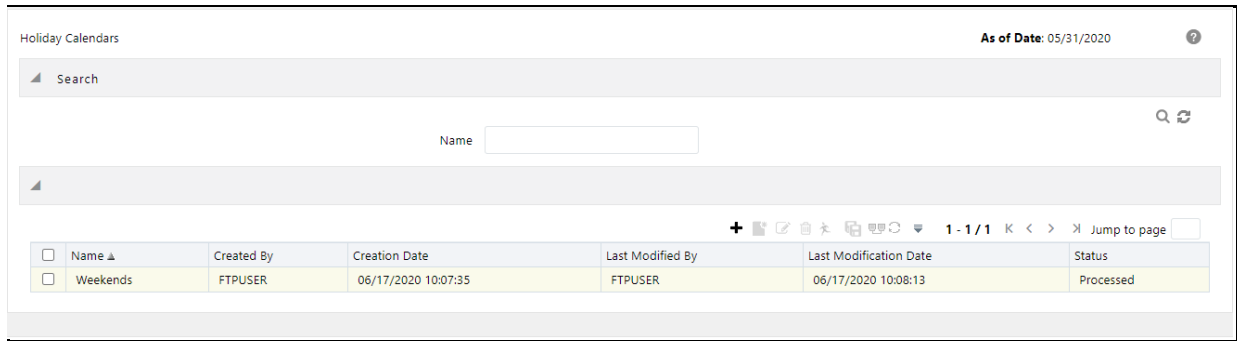 Holiday Calendars As of Date: 05/31/2020 ?
Search
Name
1 - 1 / 1 Jump to page
Name Created By Creation Date Last Modified By Last Modification Date Status
Weekends FTPUSER 06/17/2020 10:07:35 FTPUSER 06/17/2020 10:08:13 Processed